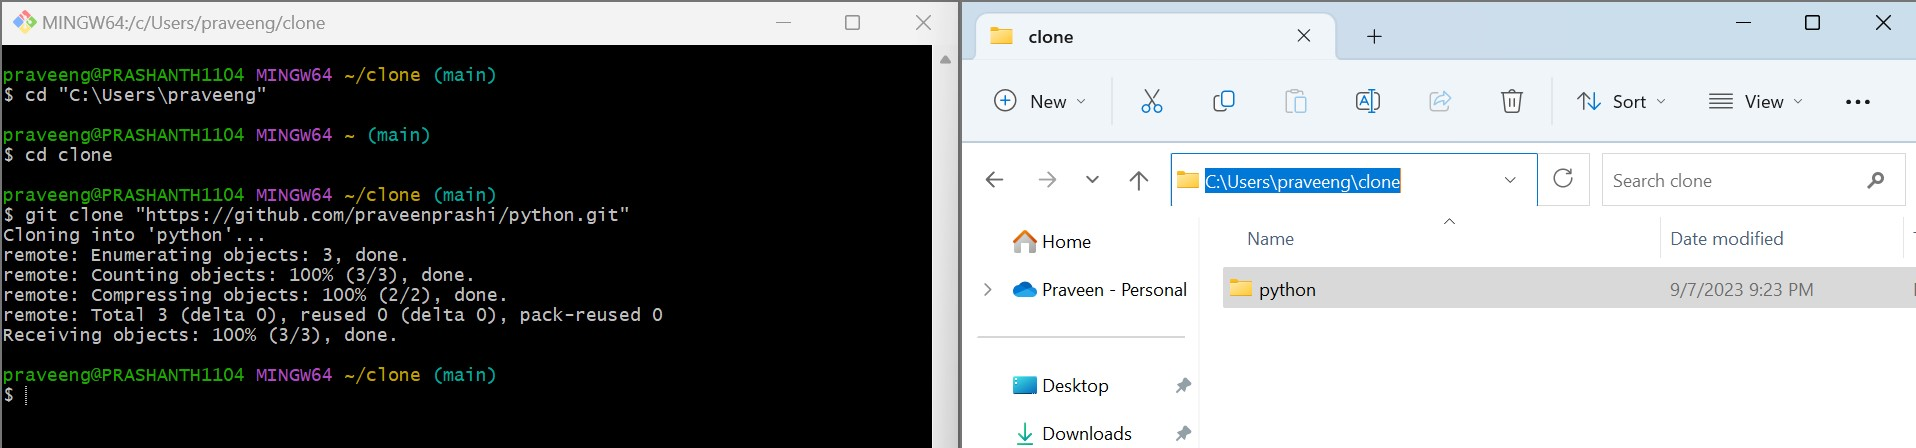 MINGW64:/c/Users/praveeng/clone
praveeng@PRASHANTH1104 MINGW64 ~/clone (main)
$ cd "C:\Users\praveeng"
praveeng@PRASHANTH1104 MINGW64 ~ (main)
$ cd clone
praveeng@PRASHANTH1104 MINGW64 ~/clone (main)
$ git clone "https://github.com/praveenprashi/python.git"
Cloning into 'python'...
remote: Enumerating objects: 3, done.
remote: Counting objects: 100% (3/3), done.
remote: Compressing objects: 100% (2/2), done.
remote: Total 3 (delta 0), reused 0 (delta 0), pack-reused 0
Receiving objects: 100% (3/3), done.
praveeng@PRASHANTH1104 MINGW64 ~/clone (main)
$
clone
New
Sort
View
C:\Users\praveeng\clone
Search clone
Name
Date modified
Home
Praveen - Personal
python
9/7/2023 9:23 PM
Desktop
Downloads